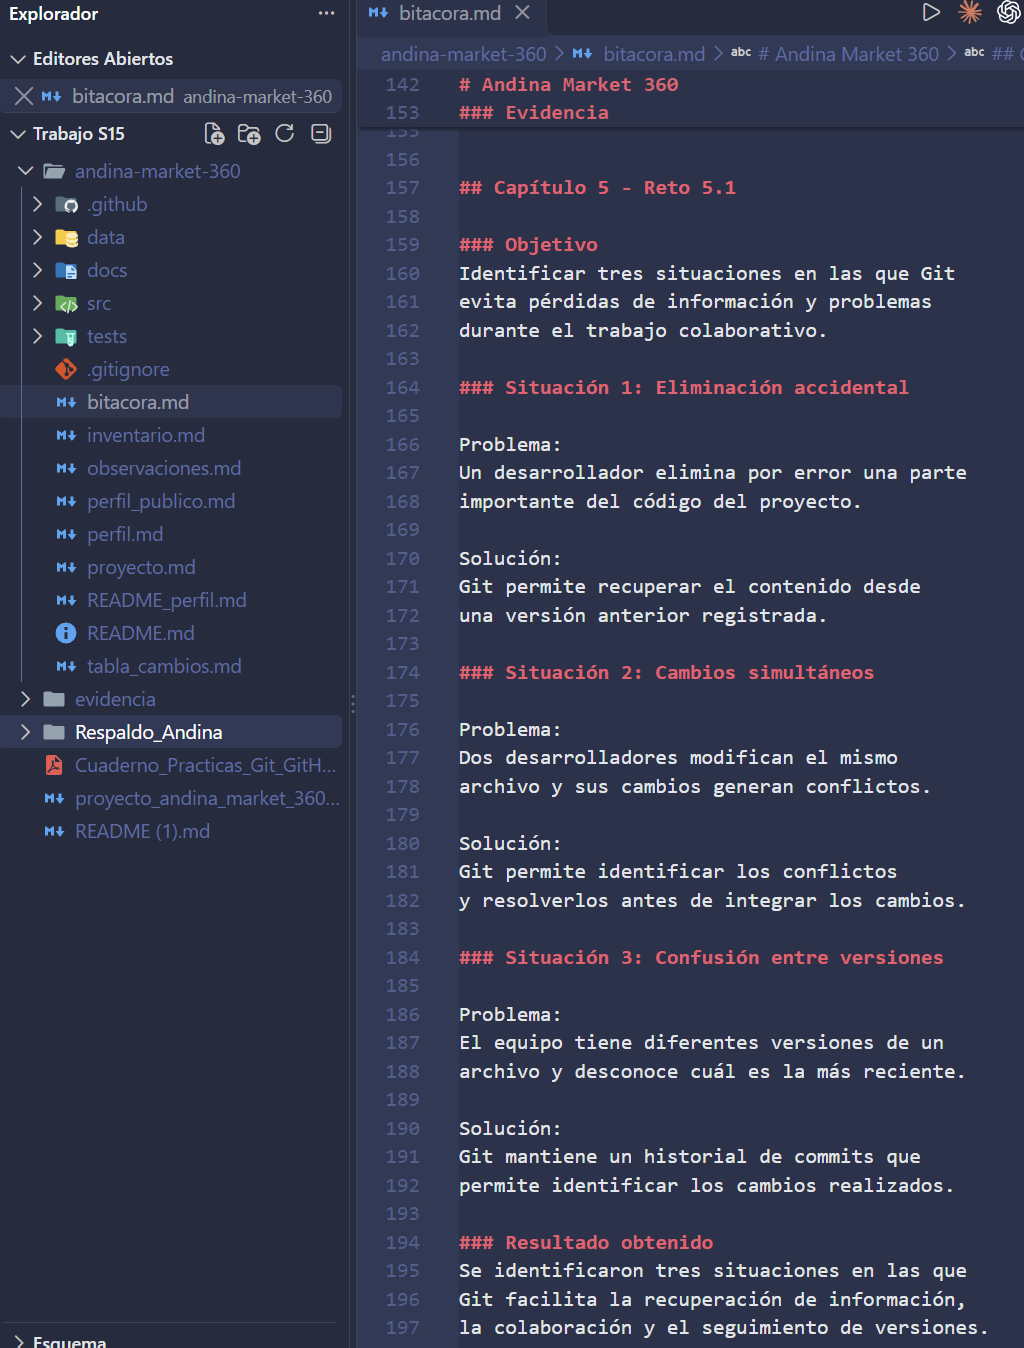 Explorador
Editores Abiertos
bitacora.md andina-market-360
Trabajo S15
andina-market-360
.github
data
docs
src
tests
.gitignore
bitacora.md
inventario.md
observaciones.md
perfil_publico.md
perfil.md
proyecto.md
README_perfil.md
README.md
tabla_cambios.md
evidencia
Respaldo_Andina
Cuaderno_Practicas_Git_GitH...
proyecto_andina_market_360...
README (1).md
Esquema
bitacora.md
andina-market-360 > bitacora.md > abc # Andina Market 360 > abc ##
142 # Andina Market 360
153 ### Evidencia
155
156
157 ## Capítulo 5 - Reto 5.1
158
159 ### Objetivo
160 Identificar tres situaciones en las que Git
161 evita pérdidas de información y problemas
162 durante el trabajo colaborativo.
163
164 ### Situación 1: Eliminación accidental
165
166 Problema:
167 Un desarrollador elimina por error una parte
168 importante del código del proyecto.
169
170 Solución:
171 Git permite recuperar el contenido desde
172 una versión anterior registrada.
173
174 ### Situación 2: Cambios simultáneos
175
176 Problema:
177 Dos desarrolladores modifican el mismo
178 archivo y sus cambios generan conflictos.
179
180 Solución:
181 Git permite identificar los conflictos
182 y resolverlos antes de integrar los cambios.
183
184 ### Situación 3: Confusión entre versiones
185
186 Problema:
187 El equipo tiene diferentes versiones de un
188 archivo y desconoce cuál es la más reciente.
189
190 Solución:
191 Git mantiene un historial de commits que
192 permite identificar los cambios realizados.
193
194 ### Resultado obtenido
195 Se identificaron tres situaciones en las que
196 Git facilita la recuperación de información,
197 la colaboración y el seguimiento de versiones.